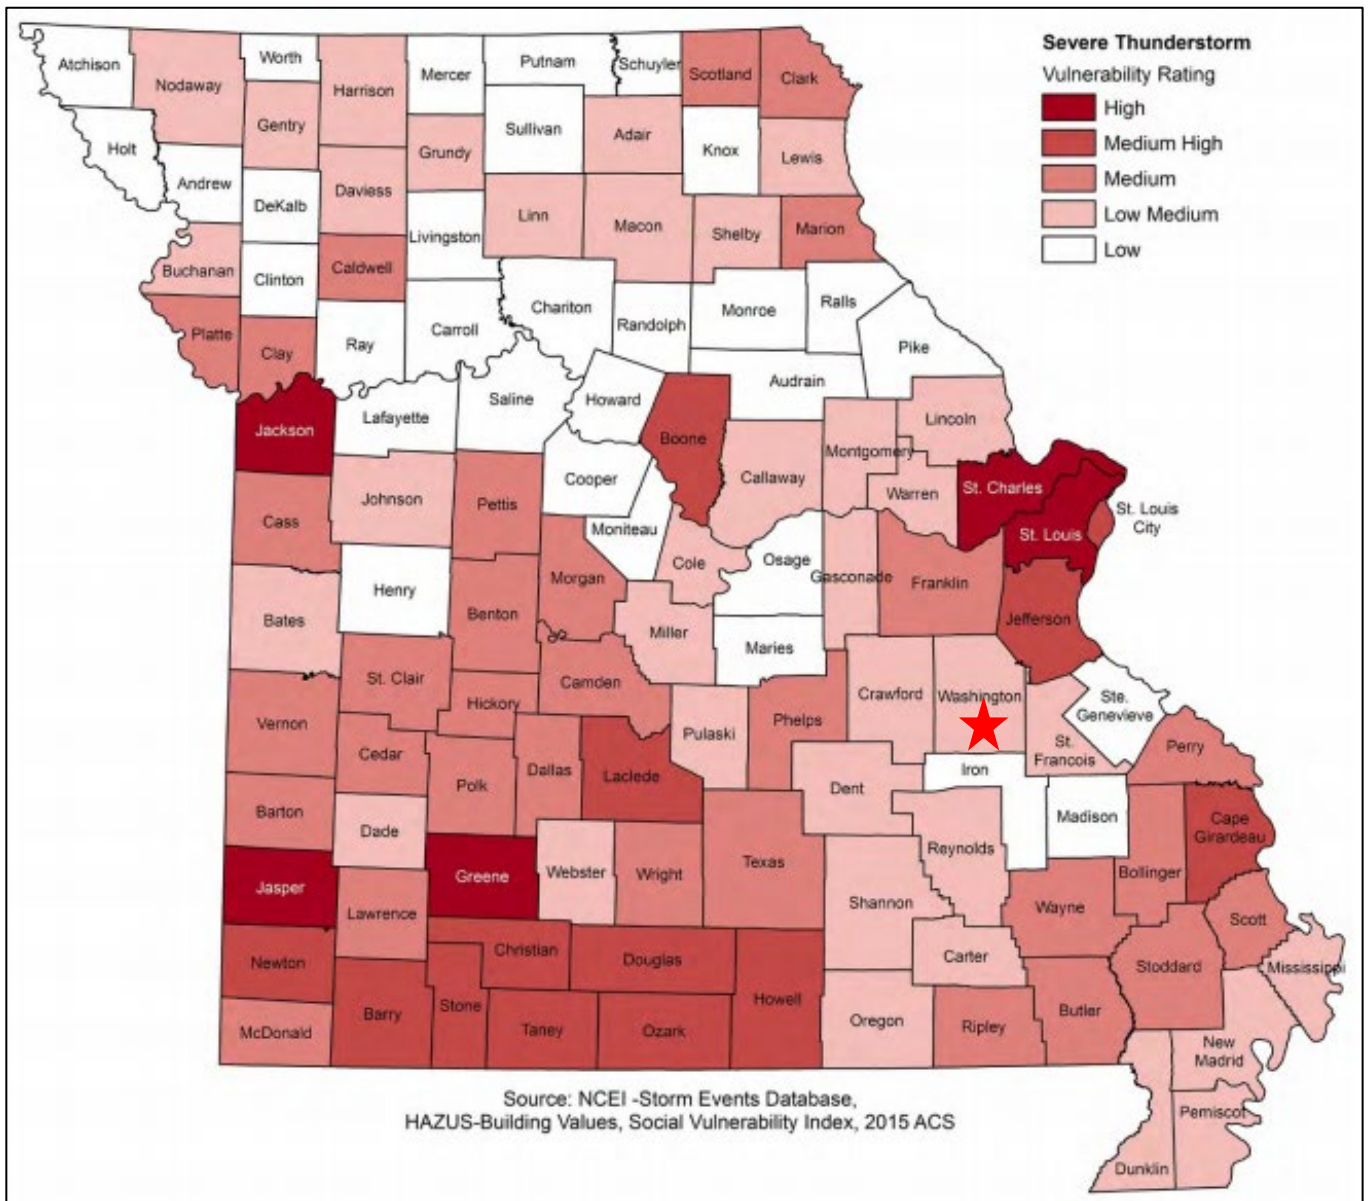 Severe Thunderstorm
Vulnerability Rating
High
Medium High
Medium
Low Medium
Low
Atchison
Nodaway
Worth
Harrison
Mercer
Putnam
Schuyler
Scotland
Clark
Holt
Gentry
Sullivan
Adair
Knox
Lewis
Andrew
DeKalb
Daviess
Grundy
Livingston
Linn
Macon
Shelby
Marion
Buchanan
Clinton
Caldwell
Platte
Clay
Ray
Carroll
Chariton
Randolph
Monroe
Ralls
Pike
Audrain
Jackson
Lafayette
Saline
Howard
Boone
Callaway
Montgomery
Lincoln
Warren
St. Charles
St. Louis
St. Louis
City
Cass
Johnson
Pettis
Cooper
Moniteau
Cole
Osage
Gasconade
Franklin
Jefferson
Bates
Henry
Benton
Morgan
Miller
Maries
Vernon
St. Clair
Hickory
Camden
Pulaski
Phelps
Crawford
Washington
St.
Francois
Ste.
Genevieve
Perry
Cedar
Polk
Dallas
Laclede
Dent
Iron
Madison
Barton
Dade
Greene
Webster
Wright
Texas
Reynolds
Shannon
Bollinger
Cape
Girardeau
Jasper
Lawrence
Wayne
Scott
Newton
Christian
Douglas
Howell
Carter
Stoddard
Mississippi
McDonald
Barry
Stone
Taney
Ozark
Oregon
Ripley
Butler
New
Madrid
Pemiscot
Dunklin
Source: NCEI -Storm Events Database,
HAZUS-Building Values, Social Vulnerability Index, 2015 ACS